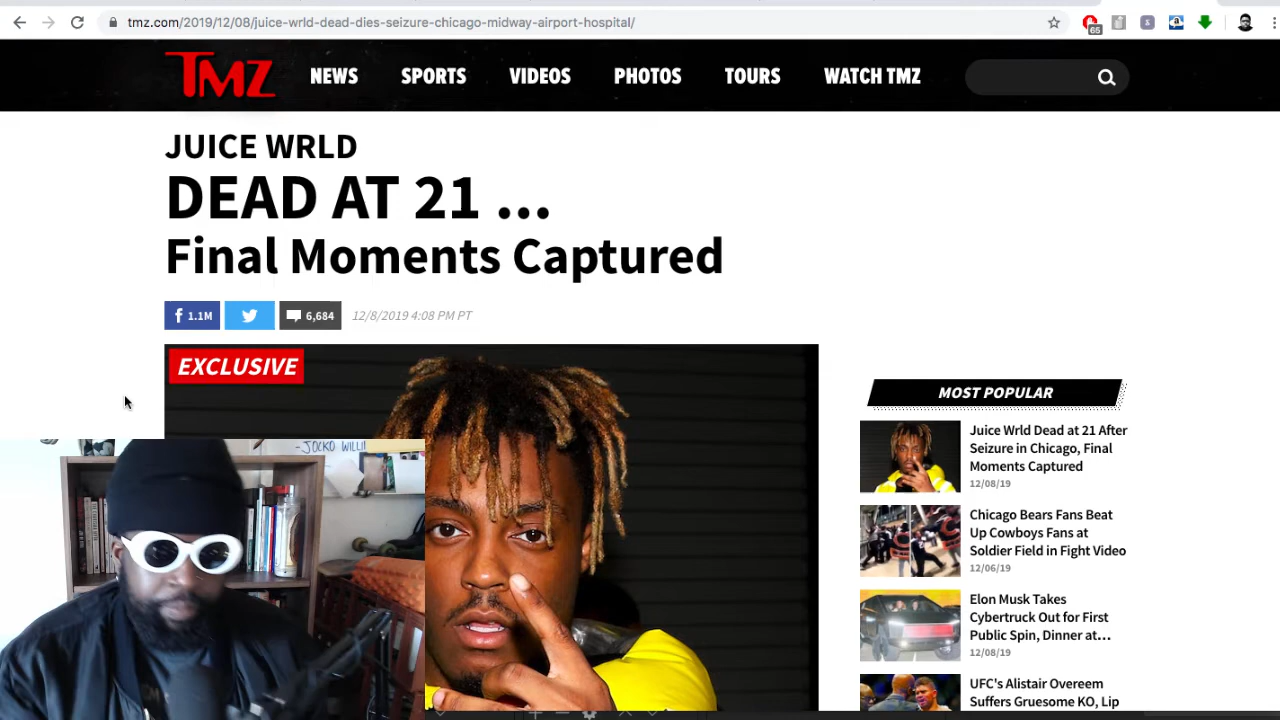 tmz.com/2019/12/08/juice-wrld-dead-dies-seizure-chicago-midway-airport-hospital/
65
TMZ NEWS SPORTS VIDEOS PHOTOS TOURS WATCH TMZ
JUICE WRLD
DEAD AT 21 ...
Final Moments Captured
1.1M 6,684 12/8/2019 4:08 PM PT
EXCLUSIVE
- JOCKO
MOST POPULAR
Juice Wrld Dead at 21 After
Seizure in Chicago, Final
Moments Captured
12/08/19
Chicago Bears Fans Beat
Up Cowboys Fans at
Soldier Field in Fight Video
12/06/19
Elon Musk Takes
Cybertruck Out for First
Public Spin, Dinner at...
12/08/19
UFC's Alistair Overeem
Suffers Gruesome KO, Lip